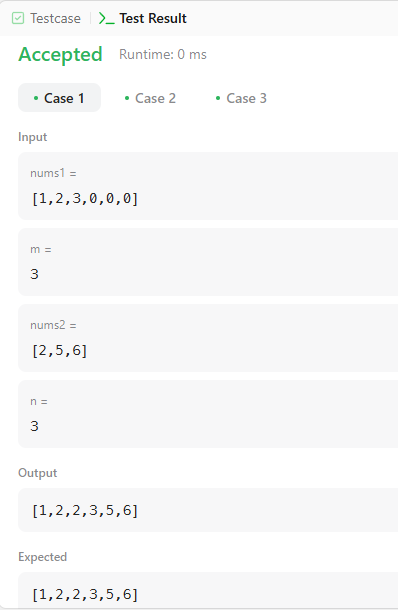 Testcase Test Result
Accepted Runtime: 0 ms
Case 1 Case 2 Case 3
Input
nums1 =
[1,2,3,0,0,0]
m =
3
nums2 =
[2,5,6]
n =
3
Output
[1,2,2,3,5,6]
Expected
[1,2,2,3,5,6]